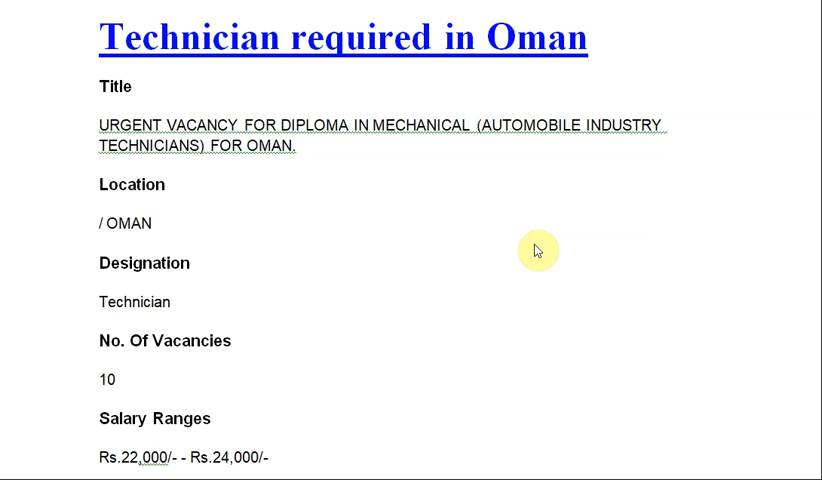 Technician required in Oman
Title
URGENT VACANCY FOR DIPLOMA IN MECHANICAL (AUTOMOBILE INDUSTRY
TECHNICIANS) FOR OMAN.
Location
/ OMAN
Designation
Technician
No. Of Vacancies
10
Salary Ranges
Rs.22,000/- - Rs.24,000/-